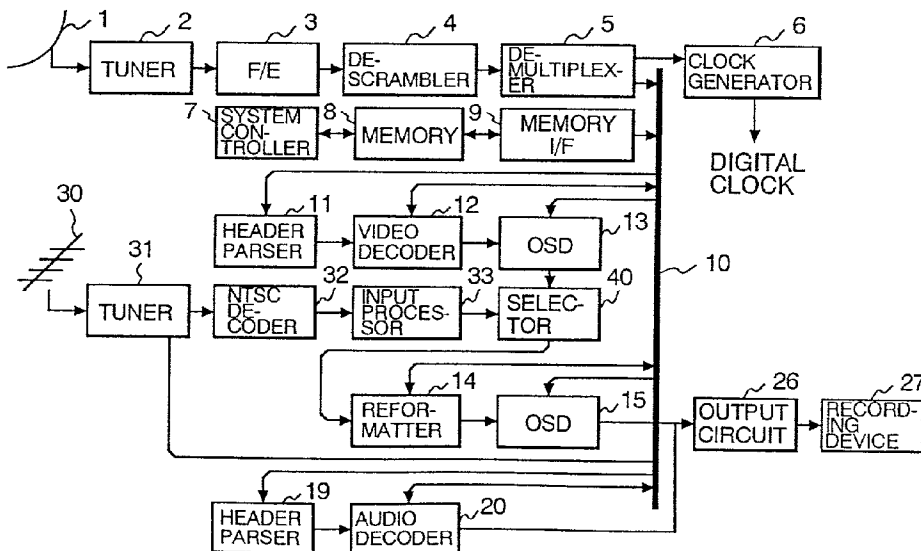 1
2
3
4
5
6
TUNER
F/E
DE-
SCRAMBLER
DE-
MULTIPLEX-
ER
CLOCK
GENERATOR
7
SYSTEM
CON-
TROLLER
8
MEMORY
9
MEMORY
I/F
DIGITAL
CLOCK
30
11
HEADER
PARSER
12
VIDEO
DECODER
13
OSD
10
31
TUNER
32
NTSC DE-
CODER
33
INPUT
PROCES-
SOR
40
SELEC-
TOR
14
REFOR-
MATTER
15
OSD
26
OUTPUT
CIRCUIT
27
RECORD-
ING
DEVICE
19
HEADER
PARSER
20
AUDIO
DECODER